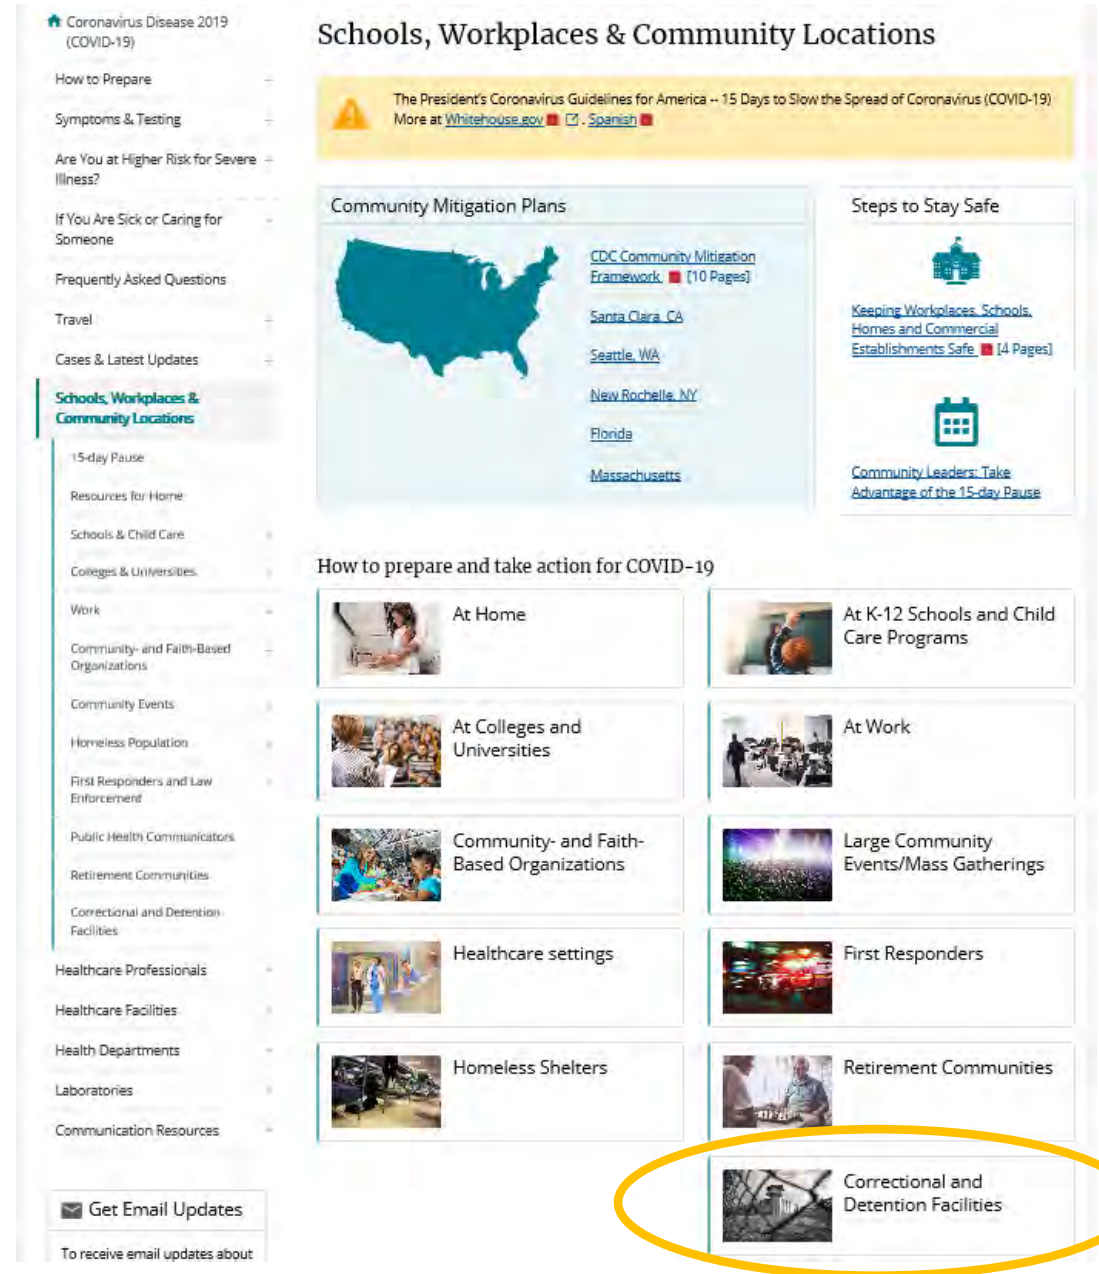 Coronavirus Disease 2019
(COVID-19)
How to Prepare
Symptoms & Testing
Are You at Higher Risk for Severe
Illness?
If You Are Sick or Caring for
Someone
Frequently Asked Questions
Travel
Cases & Latest Updates
Schools, Workplaces &
Community Locations
15-day Pause
Resources for Home
Schools & Child Care
Colleges & Universities
Work
Community- and Faith-Based
Organizations
Community Events
Homeless Population
First Responders and Law
Enforcement
Public Health Communicators
Retirement Communities
Correctional and Detention
Facilities
Healthcare Professionals
Healthcare Facilities
Health Departments
Laboratories
Communication Resources
Get Email Updates
To receive email updates about
Schools, Workplaces & Community Locations
The President's Coronavirus Guidelines for America -- 15 Days to Slow the Spread of Coronavirus (COVID-19)
More at Whitehouse.gov . Spanish
Community Mitigation Plans
CDC Community Mitigation
Framework [10 Pages]
Santa Clara, CA
Seattle, WA
New Rochelle, NY
Florida
Massachusetts
Steps to Stay Safe
Keeping Workplaces, Schools,
Homes and Commercial
Establishments Safe [4 Pages]
Community Leaders: Take
Advantage of the 15-day Pause
How to prepare and take action for COVID-19
At Home
At K-12 Schools and Child
Care Programs
At Colleges and
Universities
At Work
Community- and Faith-
Based Organizations
Large Community
Events/Mass Gatherings
Healthcare settings
First Responders
Homeless Shelters
Retirement Communities
Correctional and
Detention Facilities